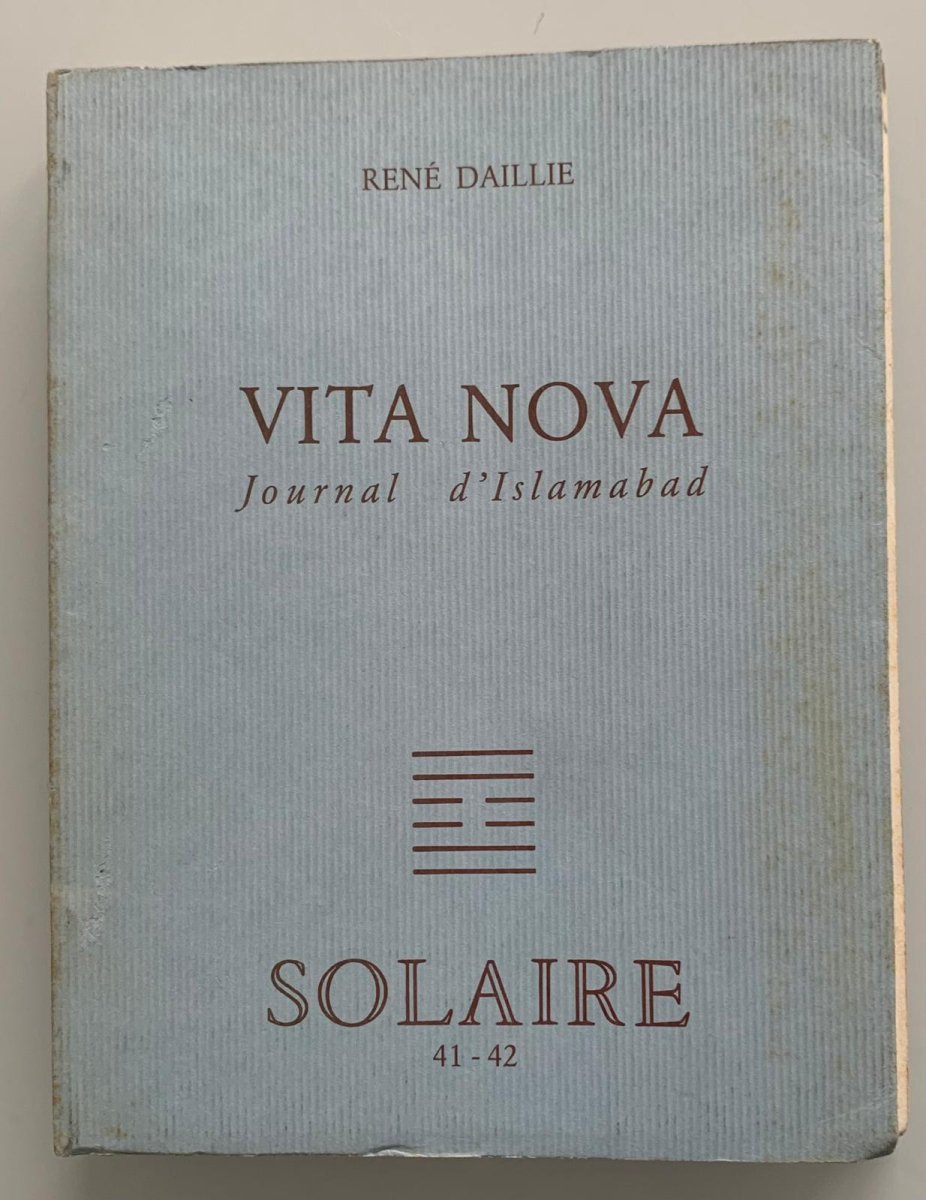 RENÉ DAILLIE
VITA NOVA
Journal d'Islamabad
SOLAIRE
41 - 42